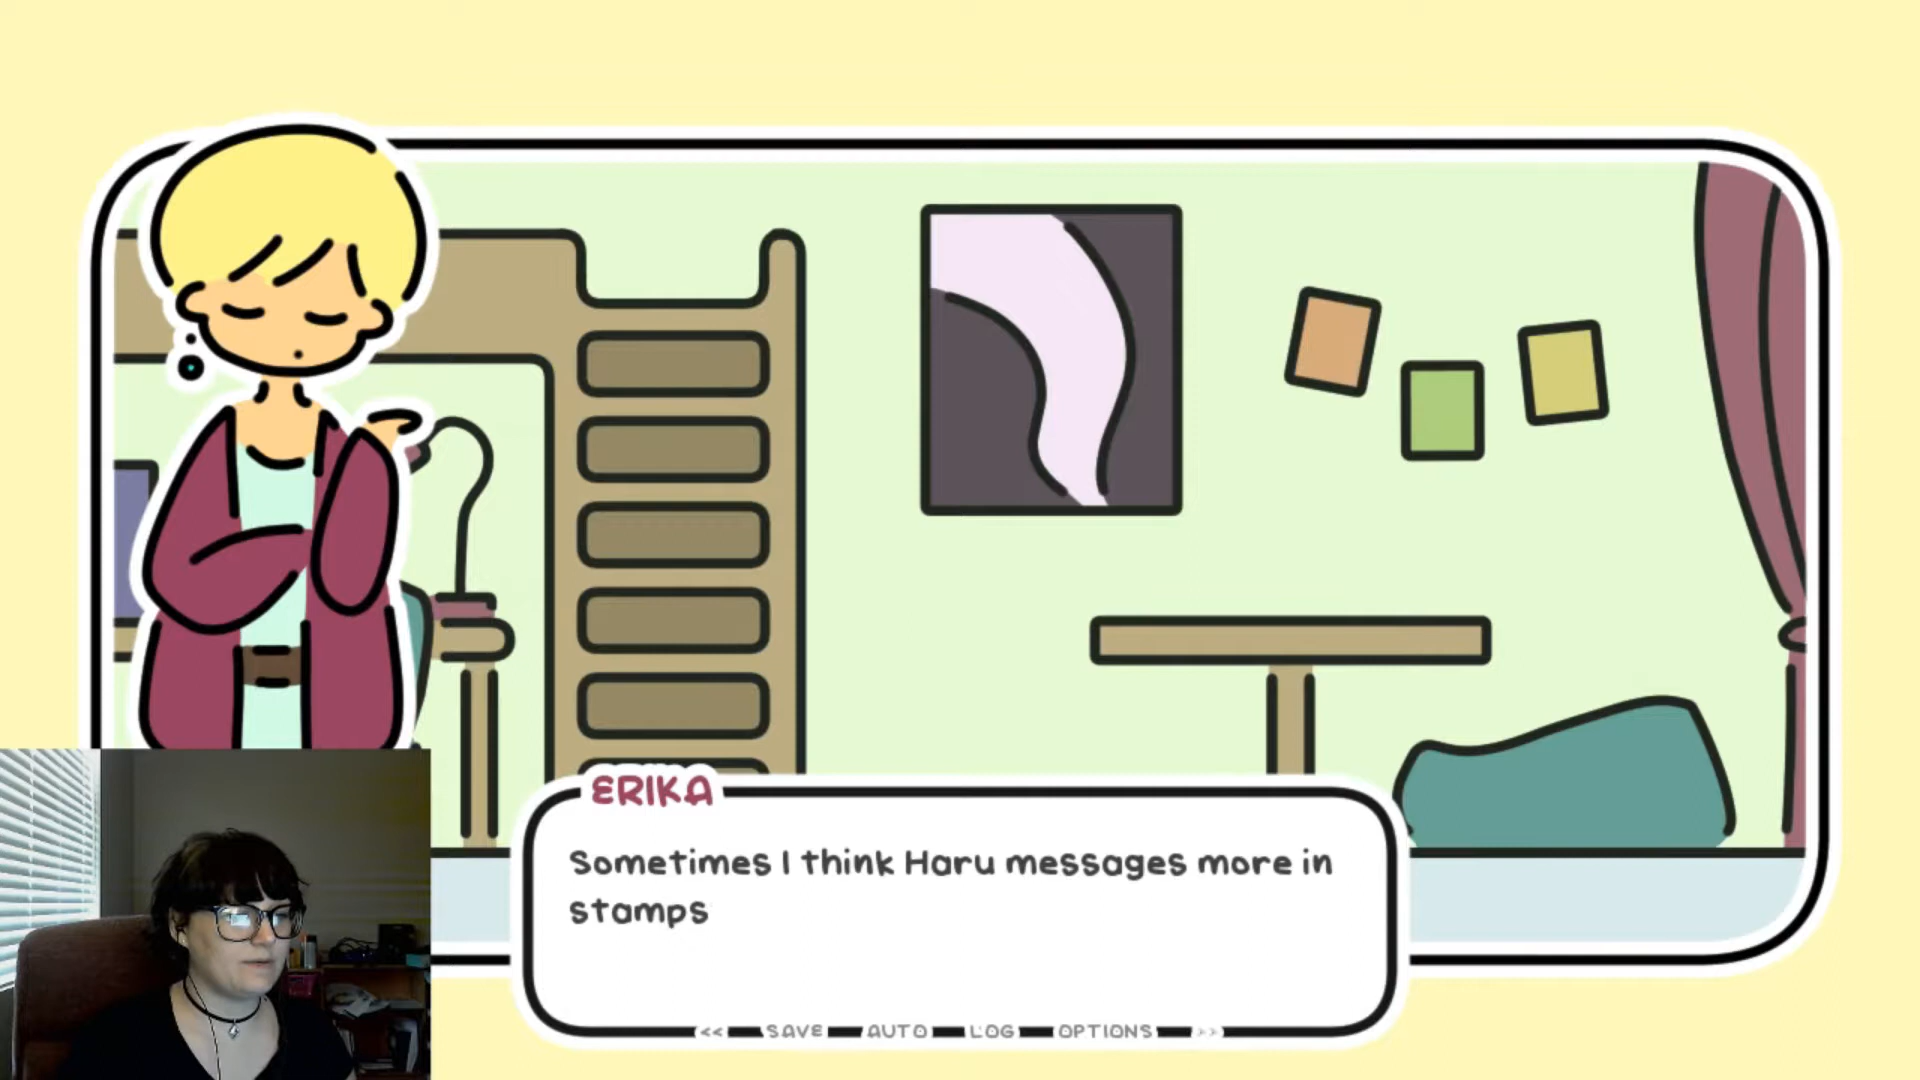 ERIKA
Sometimes I think Haru messages more in
stamps
<< SAVE AUTO LOG OPTIONS >>